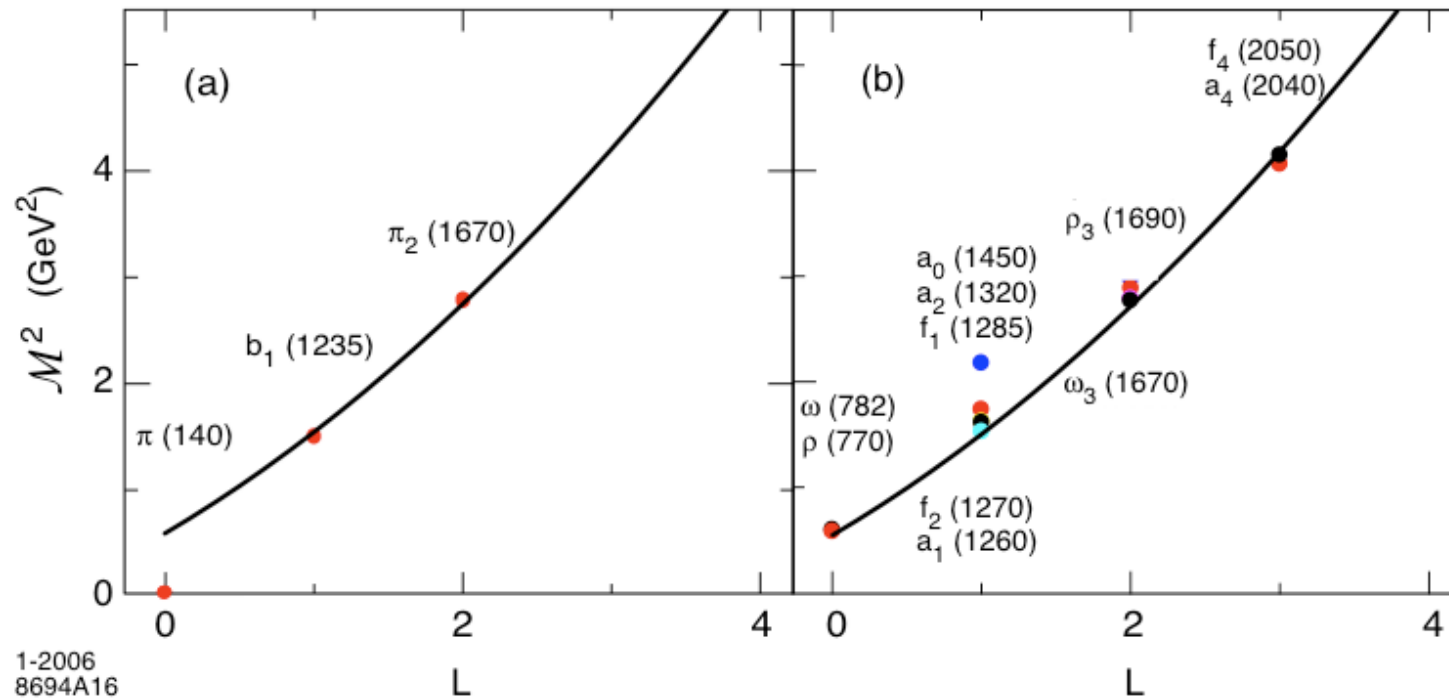 (a)
(b)
f₄ (2050)
a₄ (2040)
4
ρ₃ (1690)
π₂ (1670)
a₀ (1450)
a₂ (1320)
f₁ (1285)
b₁ (1235)
ω₃ (1670)
2
ω (782)
ρ (770)
π (140)
f₂ (1270)
a₁ (1260)
0
ℳ² (GeV²)
0 2 4 0 2 4
L L
1-2006
8694A16